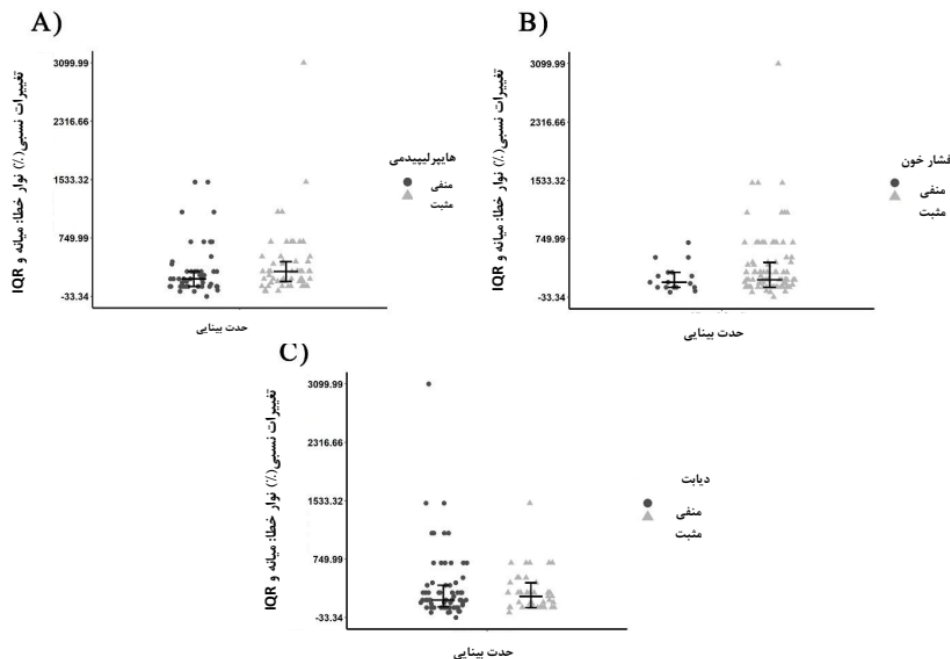 A)
تغییرات نسبی(٪) نوار خطا: میانه و IQR
3099.99
2316.66
1533.32
749.99
-33.34
حدت بینایی
هایپرلیپیدمی
منفی
مثبت
B)
تغییرات نسبی(٪) نوار خطا: میانه و IQR
3099.99
2316.66
1533.32
749.99
-33.34
حدت بینایی
فشار خون
منفی
مثبت
C)
تغییرات نسبی(٪) نوار خطا: میانه و IQR
3099.99
2316.66
1533.32
749.99
-33.34
حدت بینایی
دیابت
منفی
مثبت